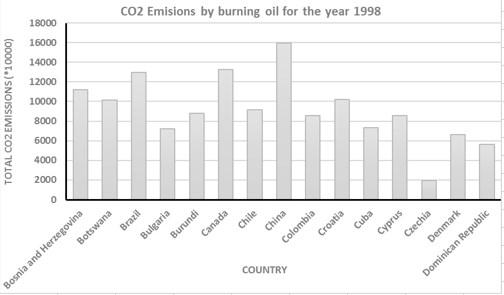 CO2 Emisions by burning oil for the year 1998
TOTAL CO2 EMISSIONS (*10000)
18000
16000
14000
12000
10000
8000
6000
4000
2000
0
Bosnia and Herzegovina
Botswana
Brazil
Bulgaria
Burundi
Canada
Chile
China
Colombia
Croatia
Cuba
Cyprus
Czechia
Denmark
Dominican Republic
COUNTRY